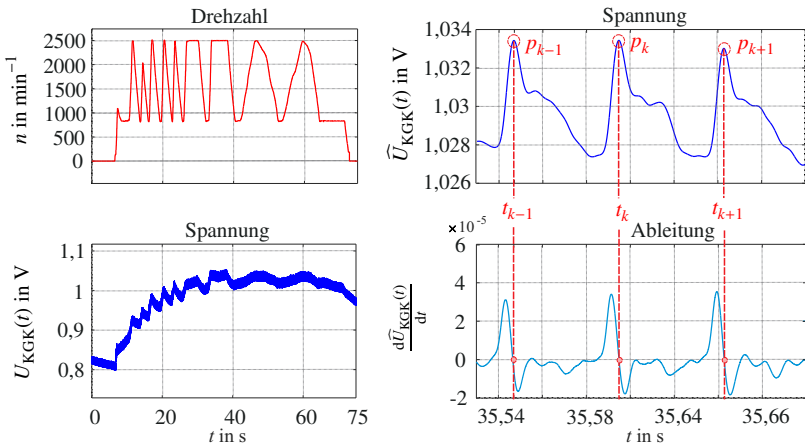 Drehzahl
n in min⁻¹
2500
2000
1500
1000
500
0
Spannung
U_KGK(t) in V
1,1
1
0,9
0,8
0 20 40 60 75
t in s
Spannung
Û_KGK(t) in V
1,034
1,03
1,028
1,026
p_{k-1} p_k p_{k+1}
t_{k-1} t_k t_{k+1}
×10⁻⁵ Ableitung
dÛ_KGK(t)
dt
6
4
2
0
-2
35,54 35,58 35,64 35,66
t in s